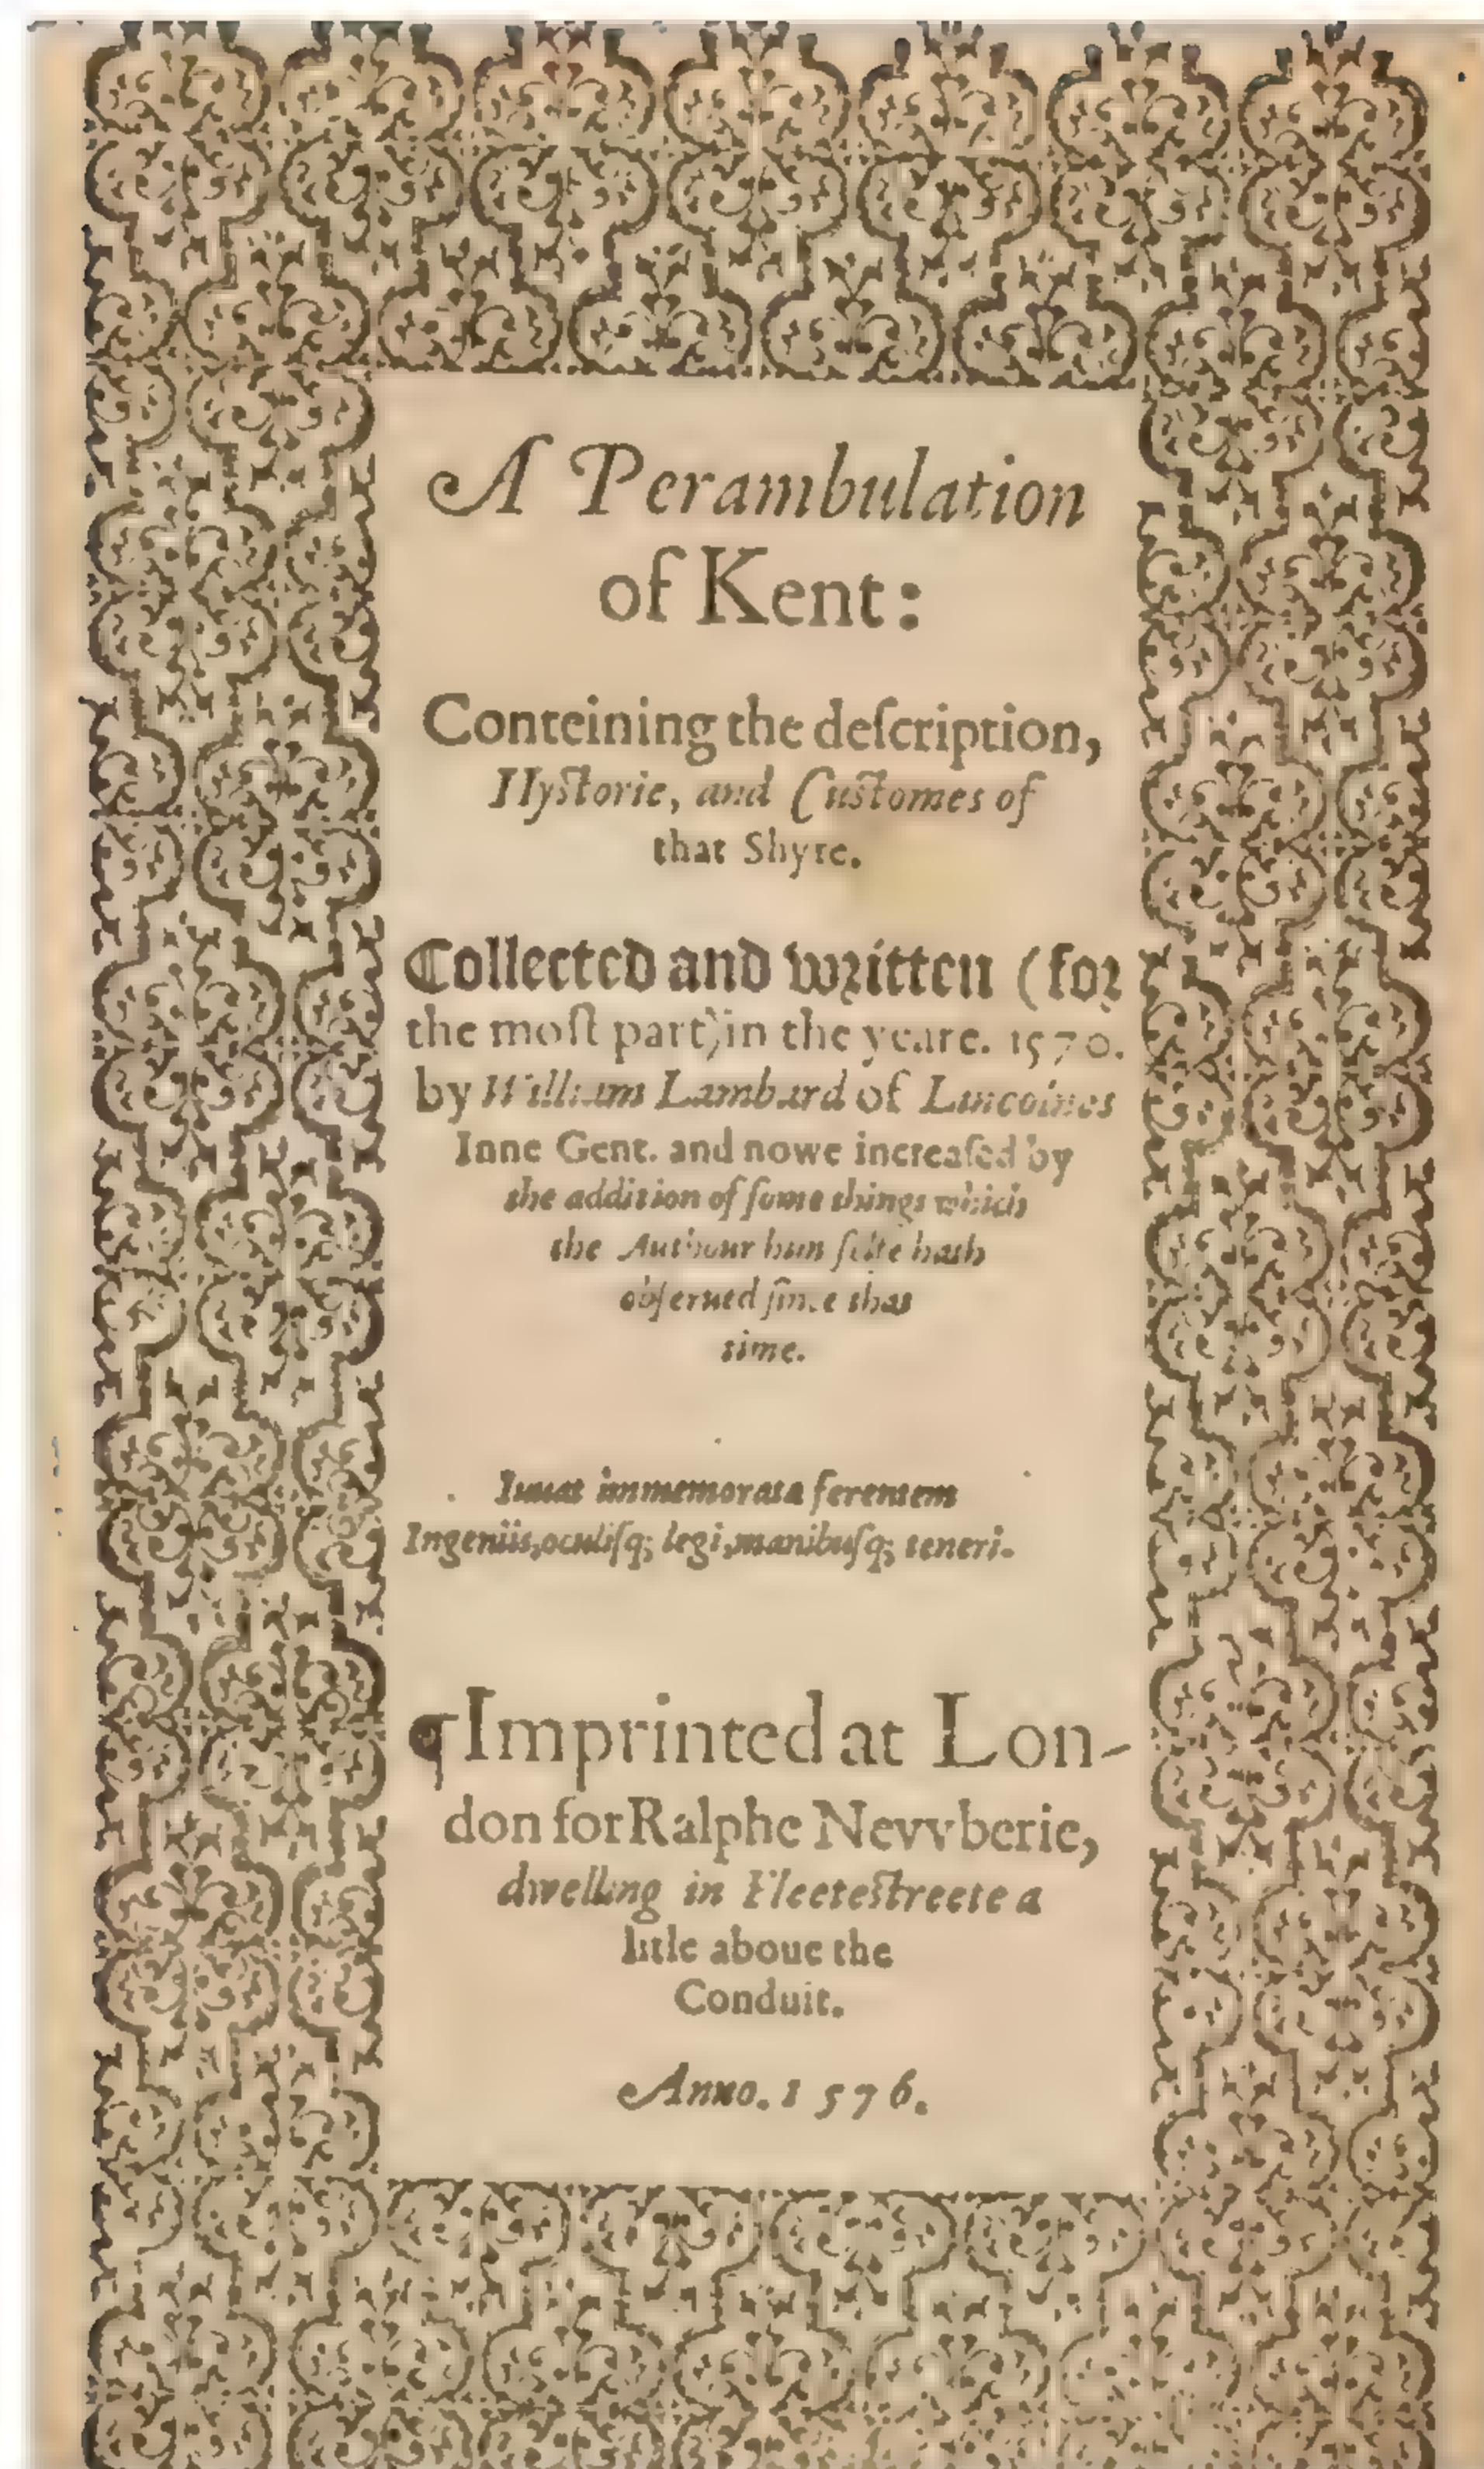 A Perambulation
of Kent:
Conteining the deſcription,
Hyſtorie, and Cuſtomes of
that Shyre.
Collected and written (for
the moſt part) in the yeare. 1570.
by William Lambard of Lincolnes
Inne Gent. and nowe increaſed by
the addition of ſome things which
the Authour him ſelfe hath
obſerued ſince that
time.
Iuuat immemorata ferentem
Ingeniis, oculiſq; legi, manibuſq; teneri.
¶Imprinted at Lon-
don for Ralphe Nevvberie,
dwelling in Fleeteſtreete a
litle aboue the
Conduit.
Anno. 1576.